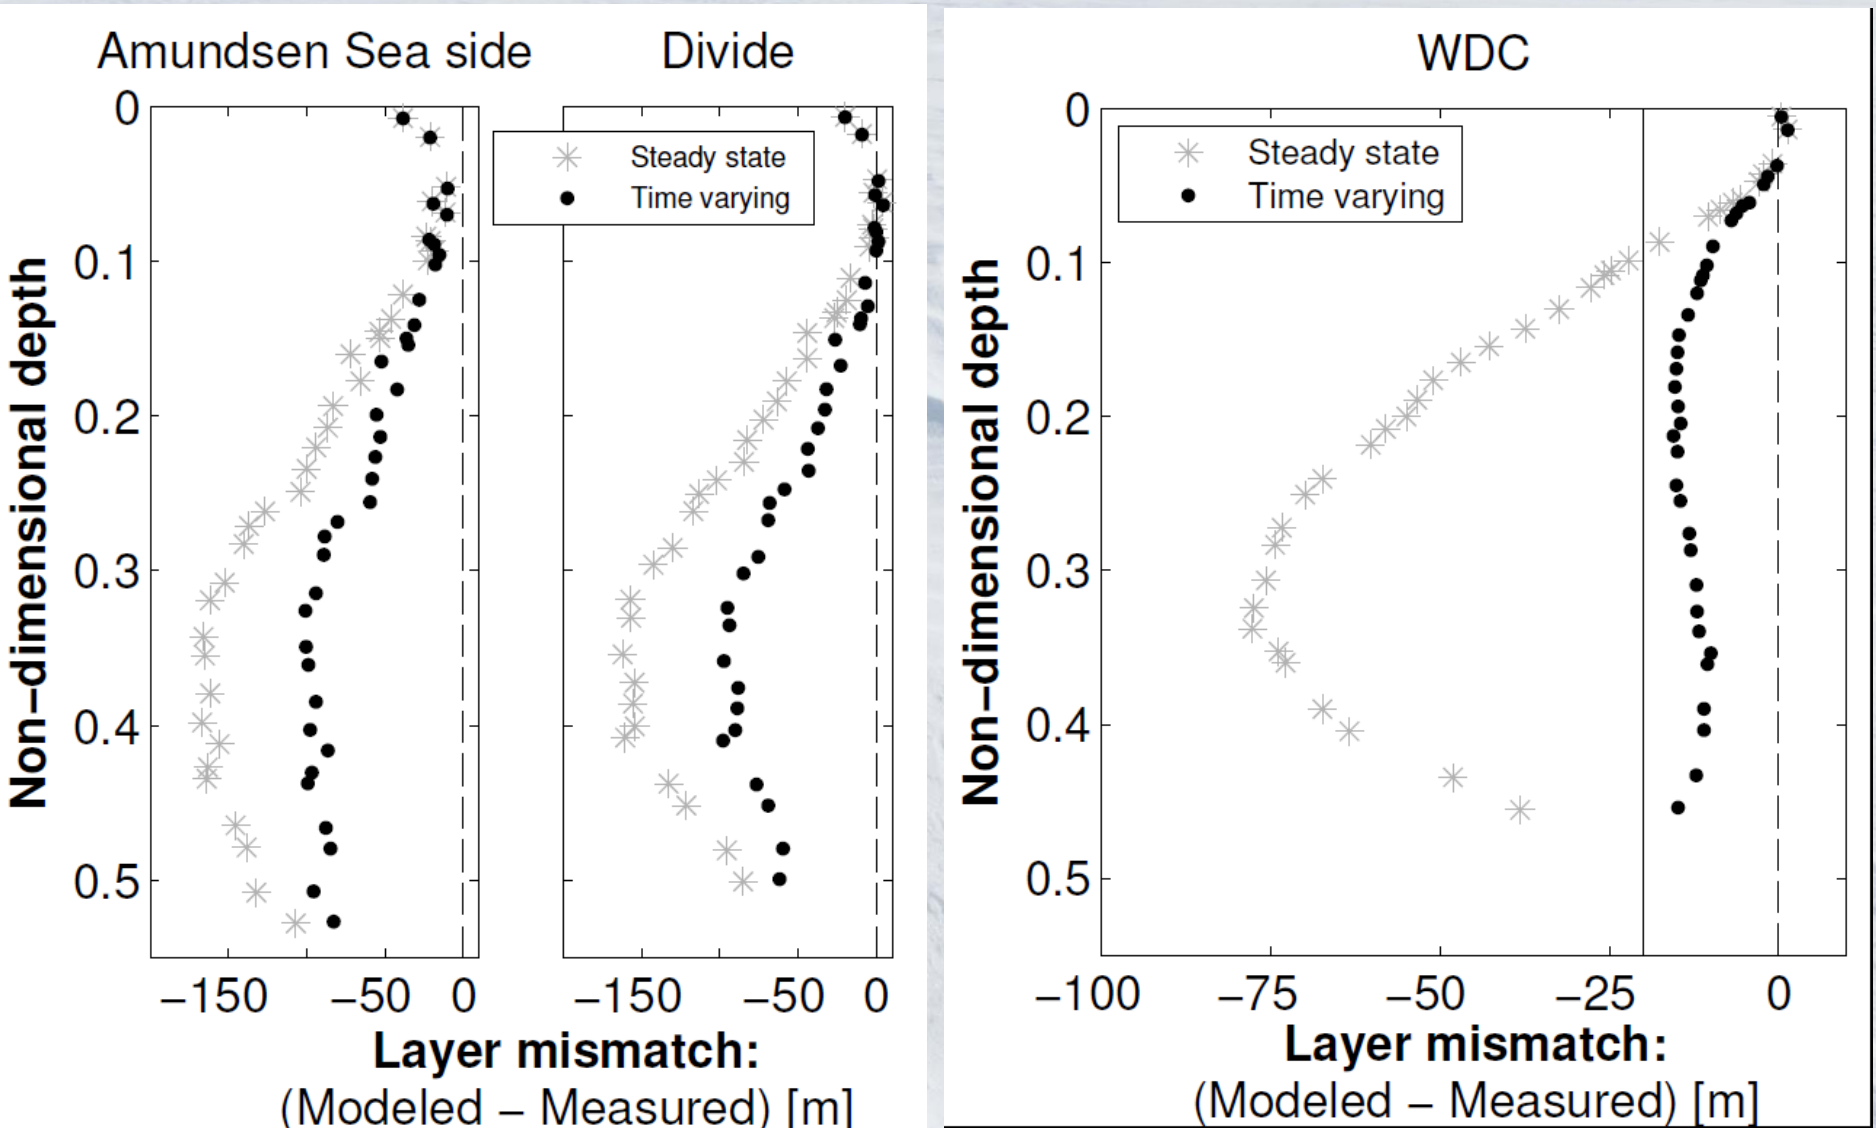 Amundsen Sea side
Divide
Steady state
Time varying
Non−dimensional depth
0
0.1
0.2
0.3
0.4
0.5
−150
−50
0
−150
−50
0
Layer mismatch:
(Modeled − Measured) [m]
WDC
Steady state
Time varying
Non−dimensional depth
0
0.1
0.2
0.3
0.4
0.5
−100
−75
−50
−25
0
Layer mismatch:
(Modeled − Measured) [m]